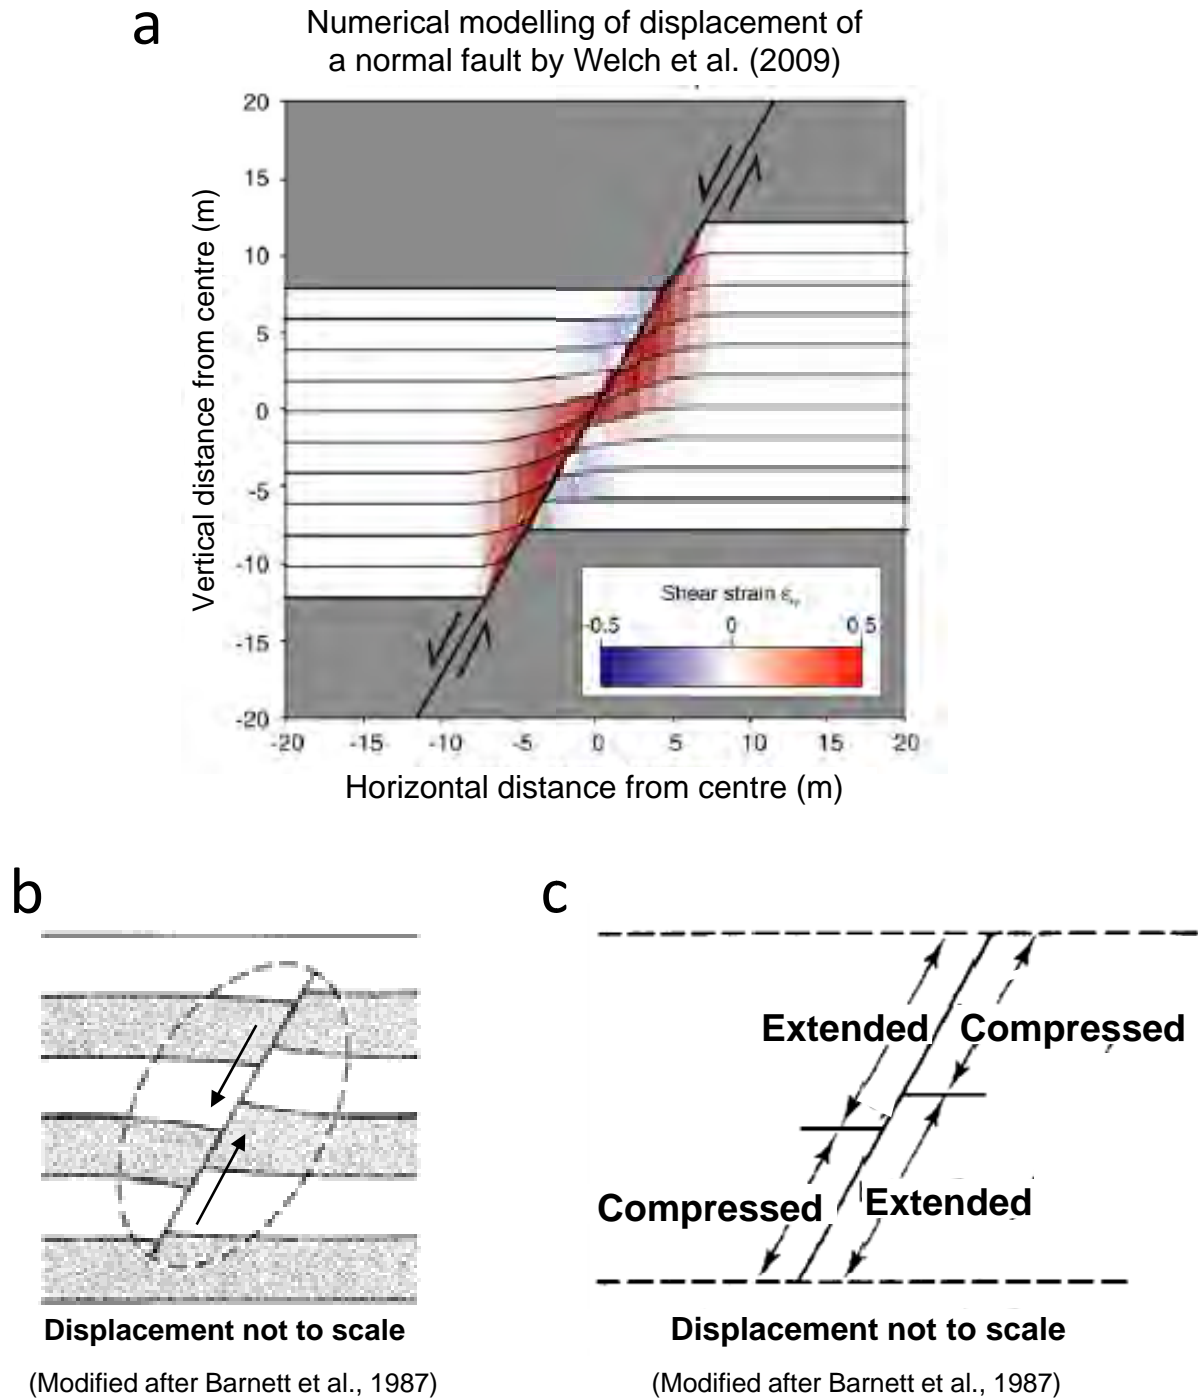 a
Numerical modelling of displacement of
a normal fault by Welch et al. (2009)
Vertical distance from centre (m)
20
15
10
5
0
-5
-10
-15
-20
Shear strain
-0.5 0 0.5
-20 -15 -10 -5 0 5 10 15 20
Horizontal distance from centre (m)
b
Displacement not to scale
(Modified after Barnett et al., 1987)
c
Extended Compressed
Compressed Extended
Displacement not to scale
(Modified after Barnett et al., 1987)